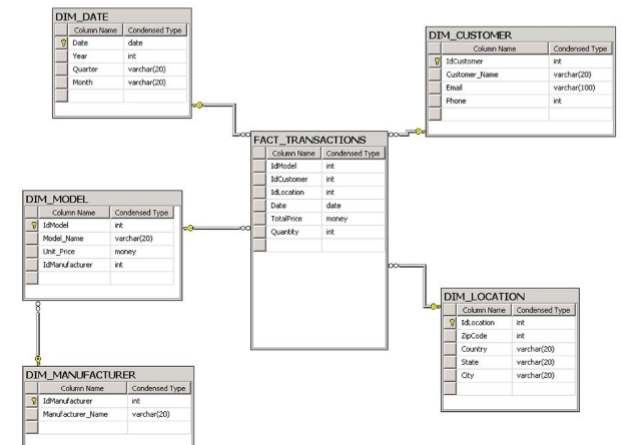 DIM_DATE
Column Name Condensed Type
Date date
Year int
Quarter varchar(20)
Month varchar(20)
DIM_CUSTOMER
Column Name Condensed Type
IdCustomer int
Customer_Name varchar(20)
Email varchar(100)
Phone int
FACT_TRANSACTIONS
Column Name Condensed Type
IdModel int
IdCustomer int
IdLocation int
Date date
TotalPrice money
Quantity int
DIM_MODEL
Column Name Condensed Type
IdModel int
Model_Name varchar(20)
Unit_Price money
IdManufacturer int
DIM_LOCATION
Column Name Condensed Type
IdLocation int
ZipCode int
Country varchar(20)
State varchar(20)
City varchar(20)
DIM_MANUFACTURER
Column Name Condensed Type
IdManufacturer int
Manufacturer_Name varchar(20)